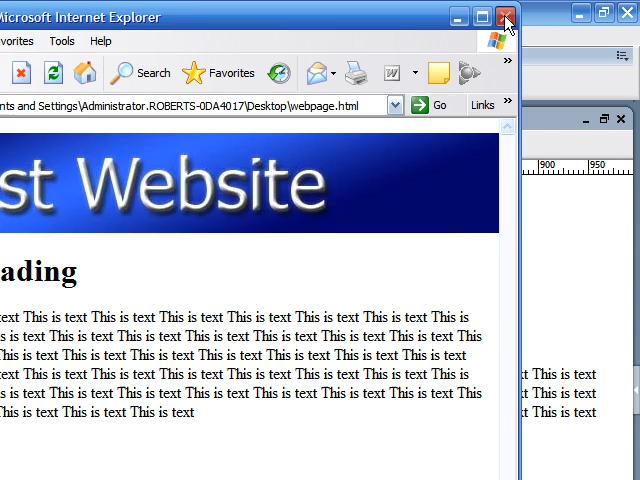 Microsoft Internet Explorer
vorites Tools Help
Search Favorites
nts and Settings\Administrator.ROBERTS-0DA4017\Desktop\webpage.html Go Links
900 950
st Website
ading
text This is text This is text This is text This is text This is text This is text This is
s is text This is text This is text This is text This is text This is text This is text This
This is text This is text This is text This is text This is text This is text This is text
text This is text This is text This is text This is text This is text This is text This is
s is text This is text This is text This is text This is text This is text This is text This
This is text This is text This is text
xt This is text
xt This is text
xt This is text